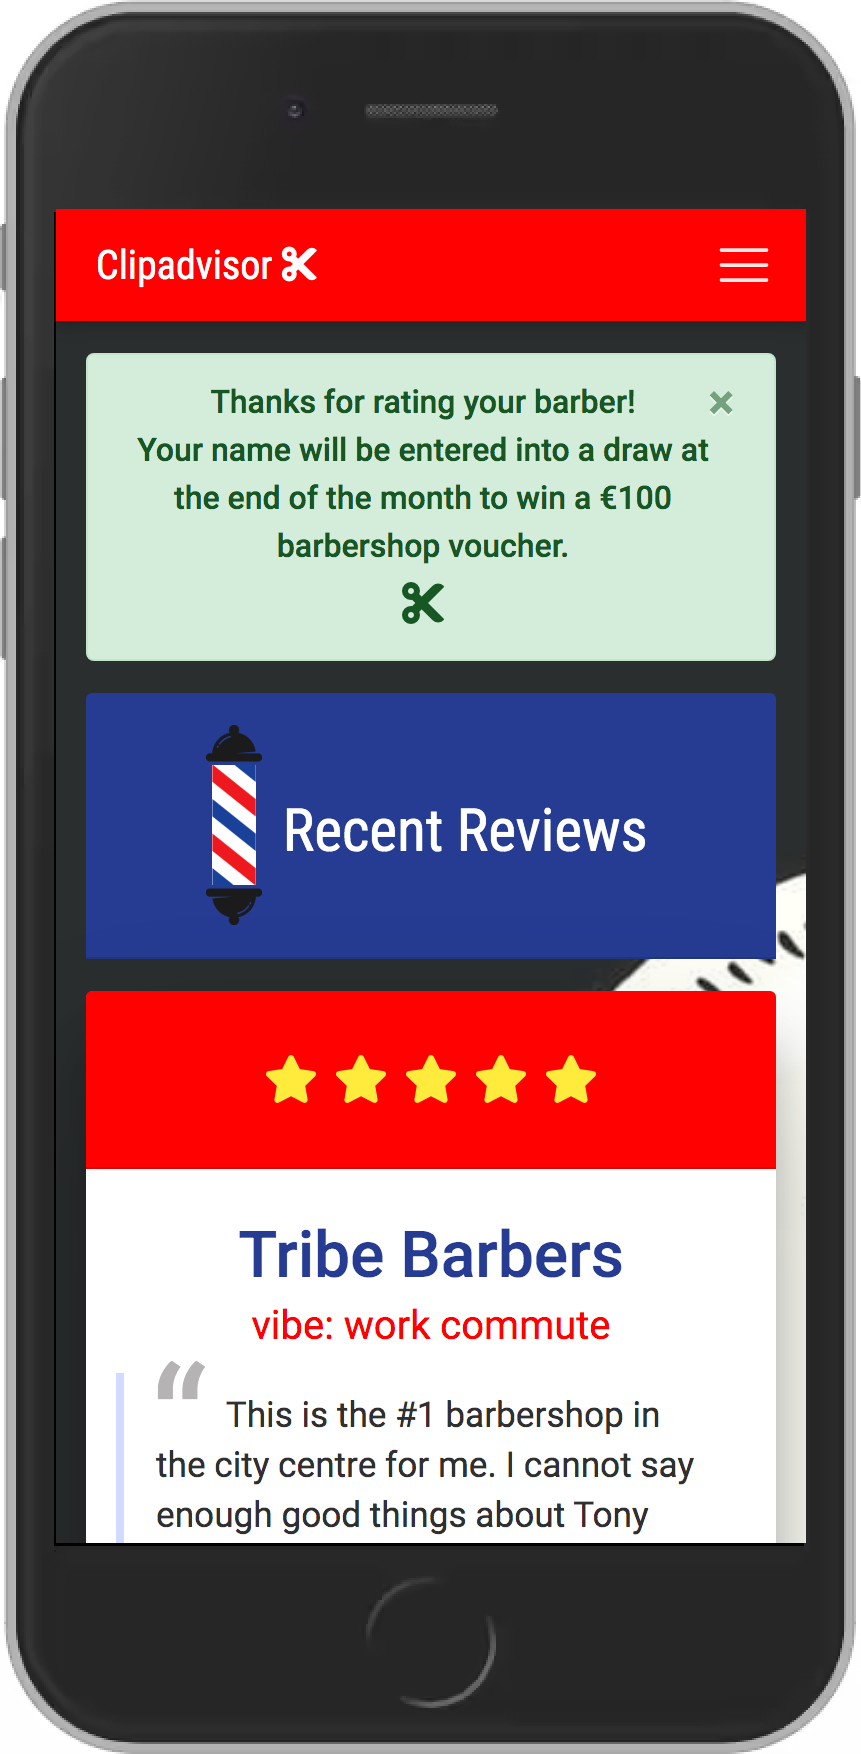 Clipadvisor
Thanks for rating your barber!
Your name will be entered into a draw at
the end of the month to win a €100
barbershop voucher.
Recent Reviews
Tribe Barbers
vibe: work commute
“ This is the #1 barbershop in
the city centre for me. I cannot say
enough good things about Tony